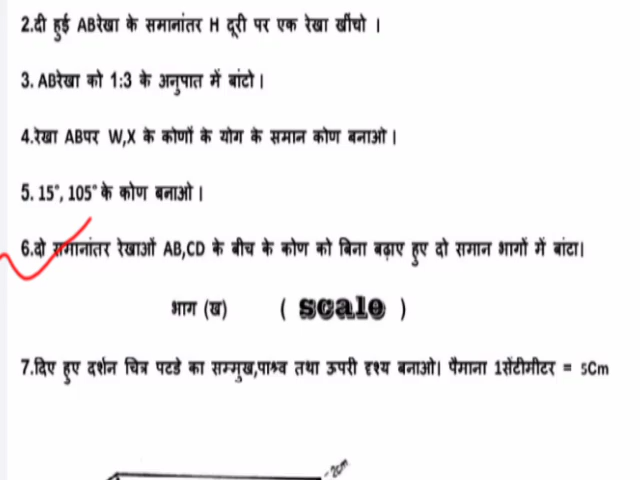 2.दी हुई ABरेखा के समानांतर H दूरी पर एक रेखा खींचो ।
3. ABरेखा को 1:3 के अनुपात में बांटो।
4.रेखा ABपर W,X के कोणों के योग के समान कोण बनाओ।
5. 15°, 105° के कोण बनाओ।
6.दो समानांतर रेखाओं AB,CD के बीच के कोण को बिना बढ़ाए हुए दो समान भागों में बांटा।
भाग (ख) ( scale )
7.दिए हुए दर्शन चित्र पटडे का सम्मुख,पाश्र्व तथा ऊपरी दृश्य बनाओ। पैमाना 1सेंटीमीटर = 5Cm
2cm